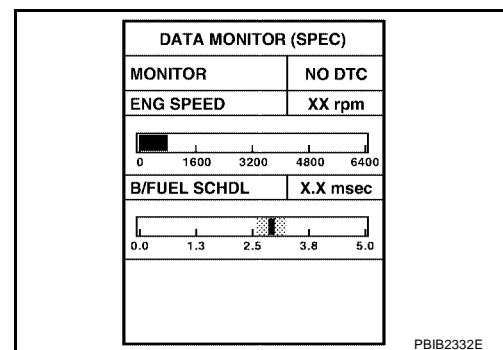 DATA MONITOR (SPEC)
MONITOR NO DTC
ENG SPEED XX rpm
0 1600 3200 4800 6400
B/FUEL SCHDL X.X msec
0.0 1.3 2.5 3.8 5.0
PBIB2332E